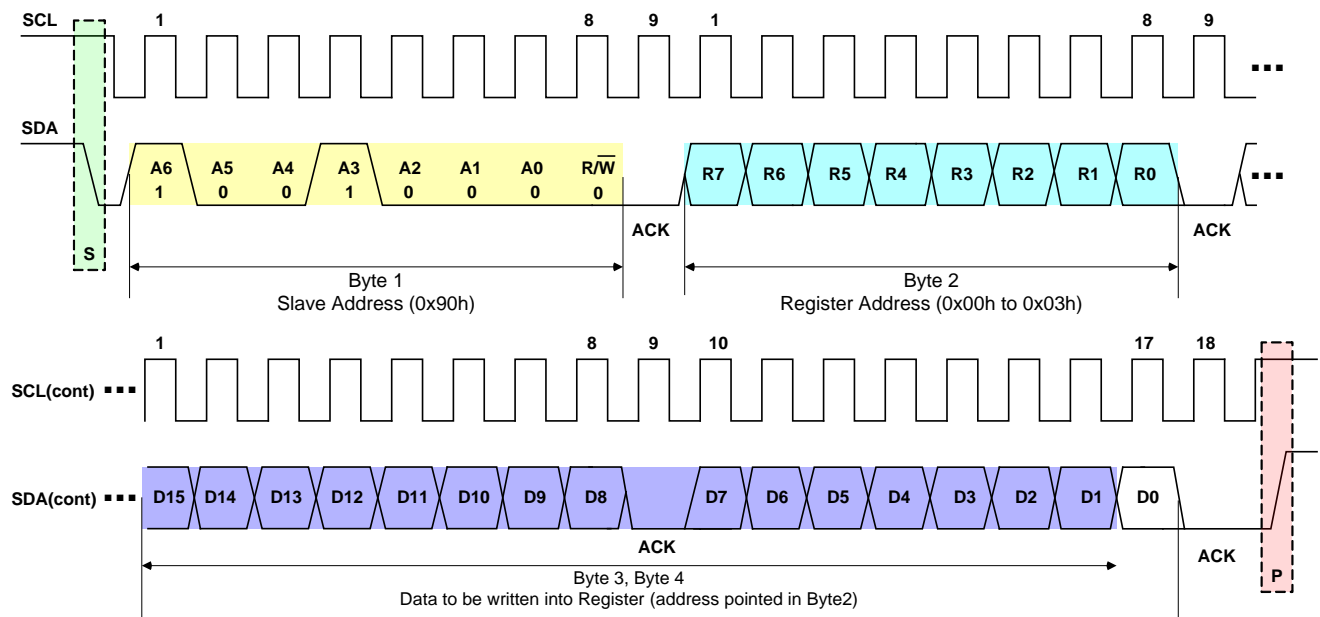 SCL 1 8 9 1 8 9
SDA
A6 A5 A4 A3 A2 A1 A0 R/W̅
1 0 0 1 0 0 0 0
R7 R6 R5 R4 R3 R2 R1 R0
S ACK ACK
Byte 1 Byte 2
Slave Address (0x90h) Register Address (0x00h to 0x03h)
1 8 9 10 17 18
SCL(cont)
SDA(cont) D15 D14 D13 D12 D11 D10 D9 D8 D7 D6 D5 D4 D3 D2 D1 D0
ACK ACK
Byte 3, Byte 4 P
Data to be written into Register (address pointed in Byte2)